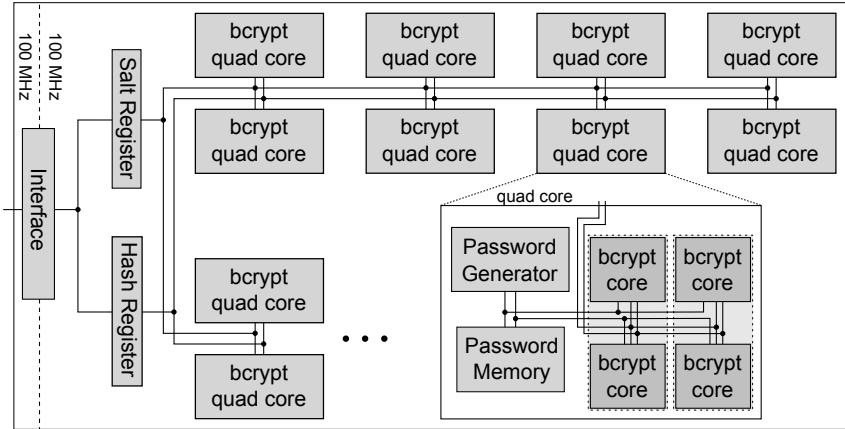 100 MHz
100 MHz
Interface
Salt Register
Hash Register
bcrypt
quad core
bcrypt
quad core
bcrypt
quad core
bcrypt
quad core
bcrypt
quad core
bcrypt
quad core
bcrypt
quad core
bcrypt
quad core
bcrypt
quad core
bcrypt
quad core
• • •
quad core
Password
Generator
Password
Memory
bcrypt
core
bcrypt
core
bcrypt
core
bcrypt
core